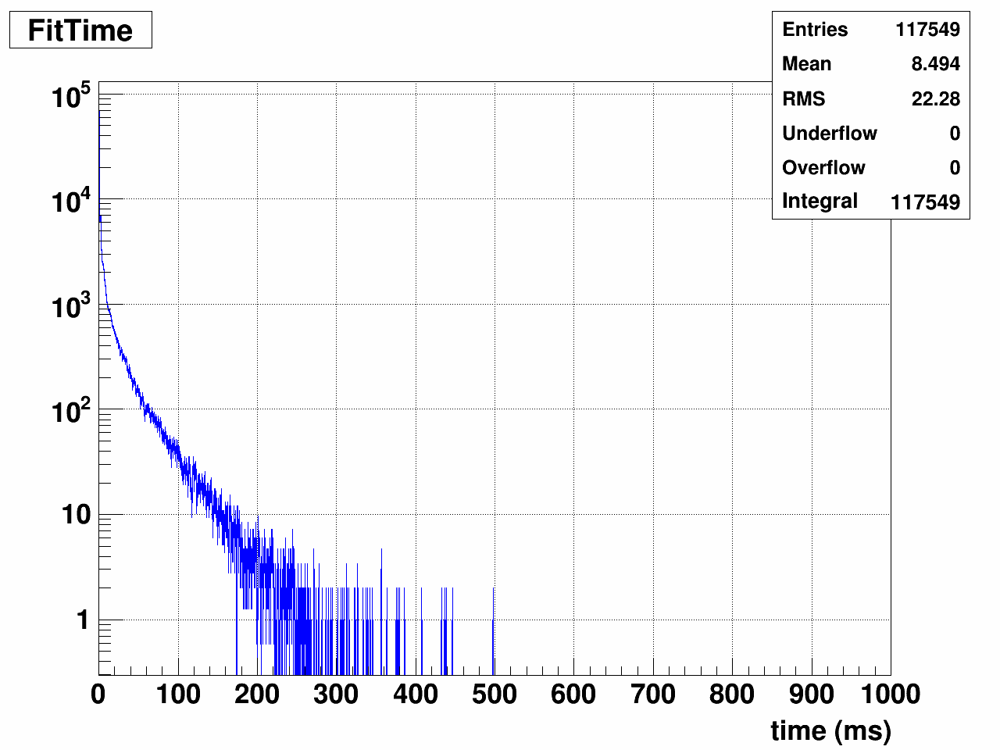 FitTime
Entries 117549
Mean 8.494
RMS 22.28
Underflow 0
Overflow 0
Integral 117549
10^5
10^4
10^3
10^2
10
1
0 100 200 300 400 500 600 700 800 900 1000
time (ms)